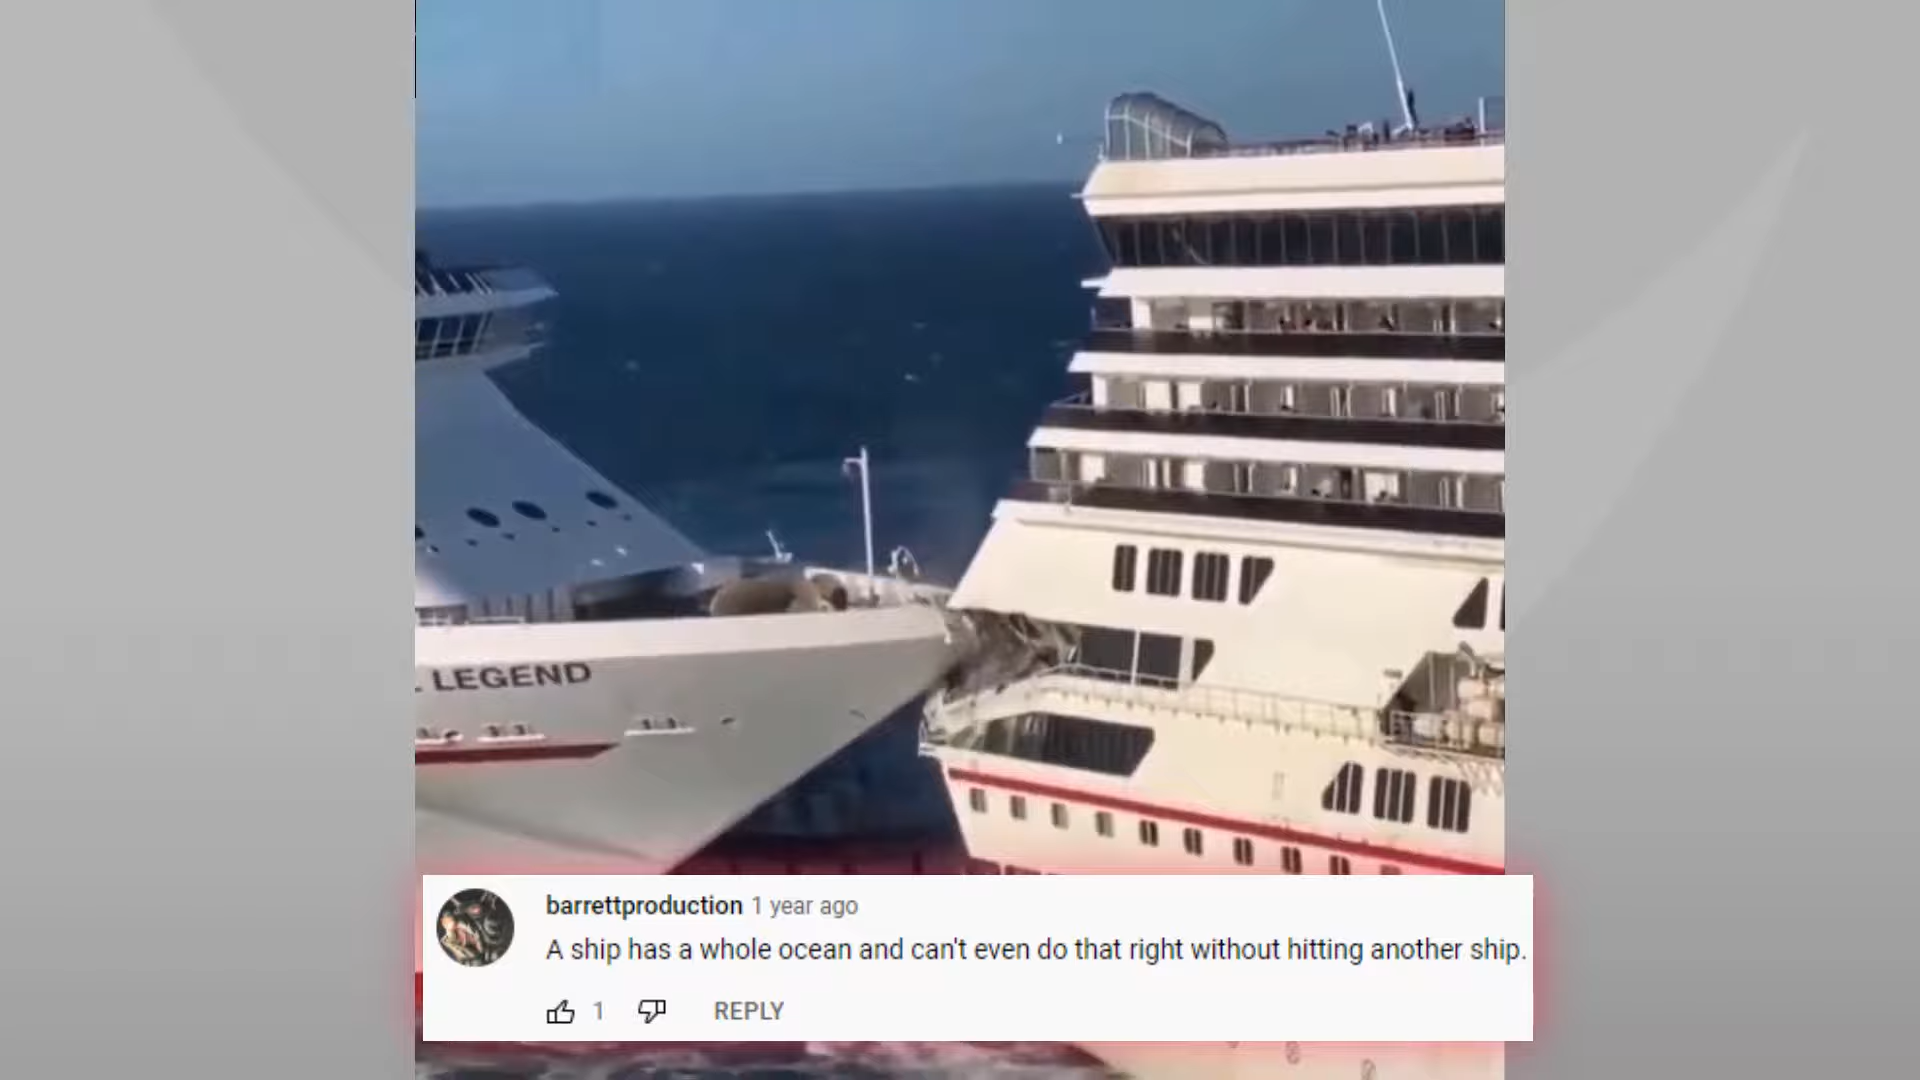 LEGEND
barrettproduction 1 year ago
A ship has a whole ocean and can't even do that right without hitting another ship.
1 REPLY